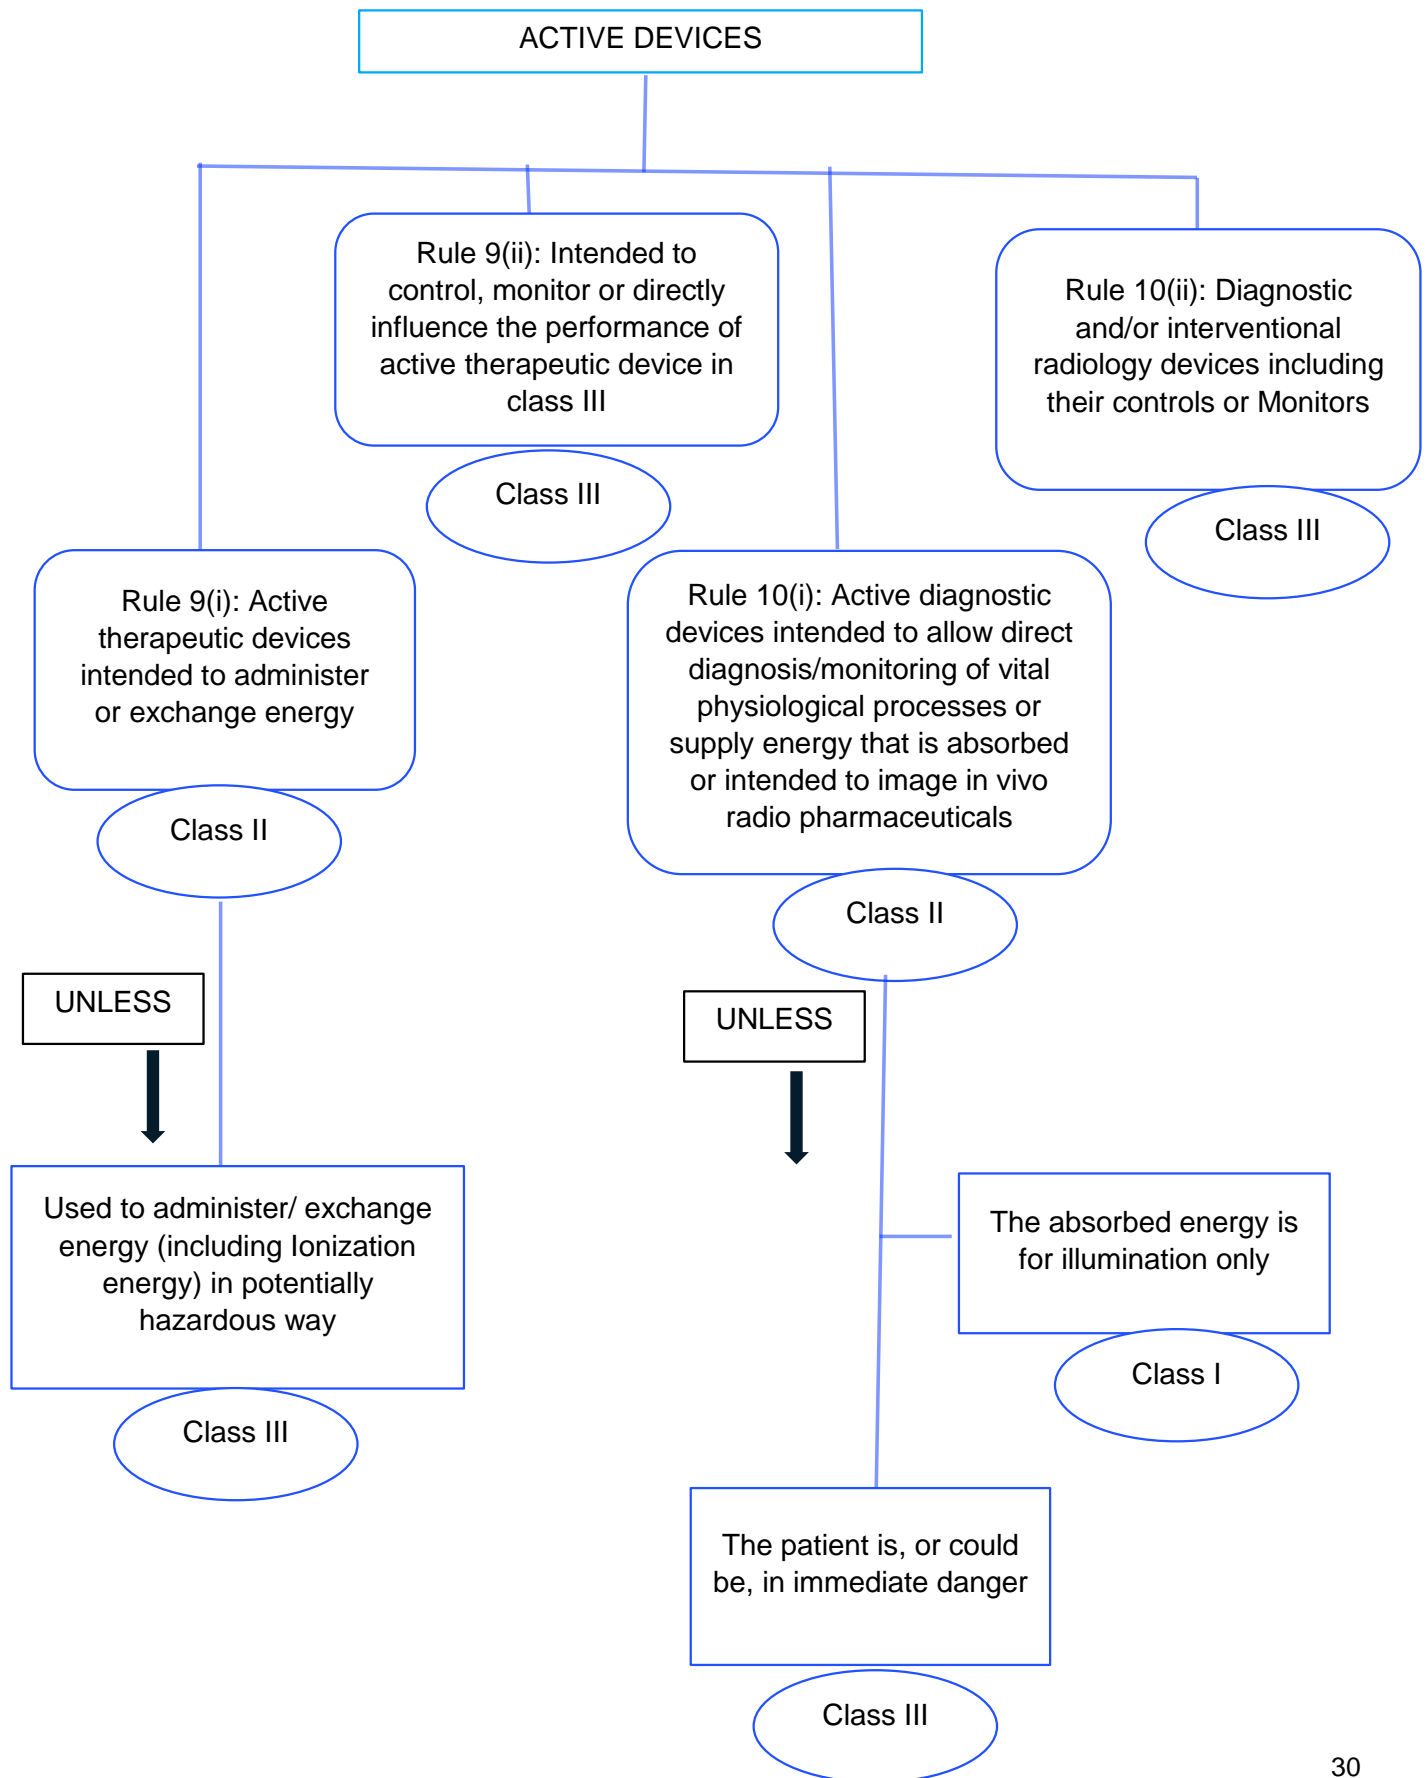 ACTIVE DEVICES
Rule 9(ii): Intended to
control, monitor or directly
influence the performance of
active therapeutic device in
class III
Class III
Rule 10(ii): Diagnostic
and/or interventional
radiology devices including
their controls or Monitors
Class III
Rule 9(i): Active
therapeutic devices
intended to administer
or exchange energy
Class II
Rule 10(i): Active diagnostic
devices intended to allow direct
diagnosis/monitoring of vital
physiological processes or
supply energy that is absorbed
or intended to image in vivo
radio pharmaceuticals
Class II
UNLESS
UNLESS
Used to administer/ exchange
energy (including Ionization
energy) in potentially
hazardous way
Class III
The absorbed energy is
for illumination only
Class I
The patient is, or could
be, in immediate danger
Class III
30